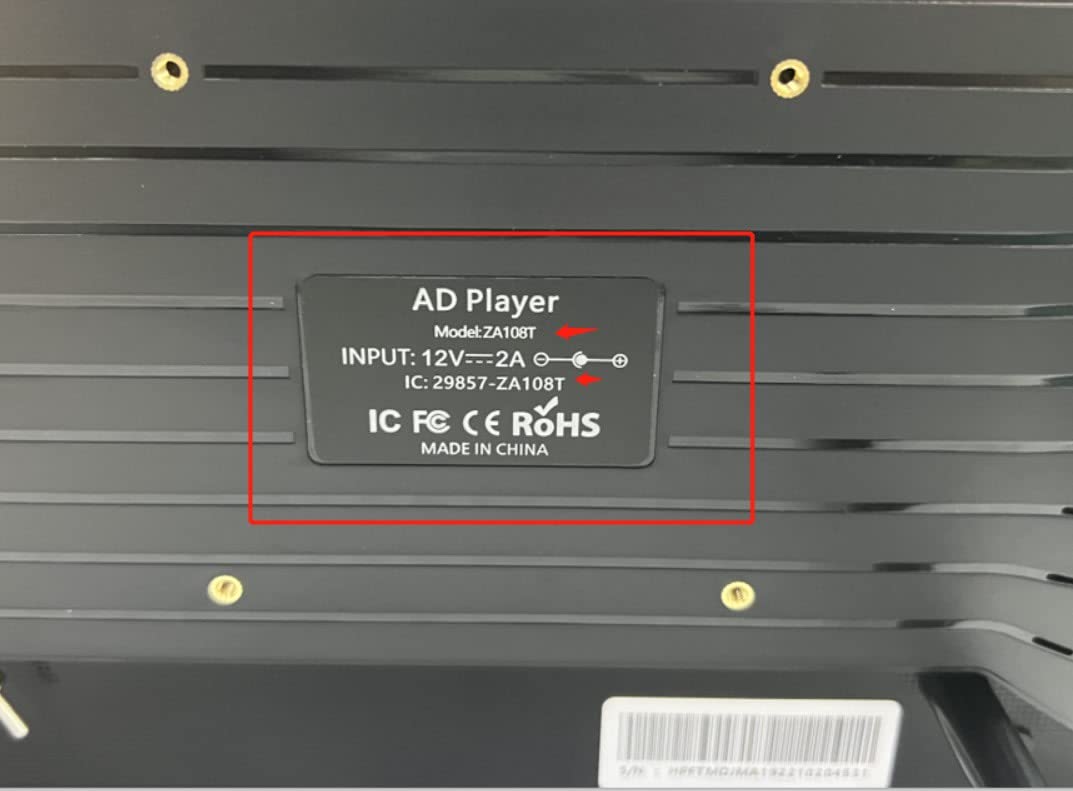 AD Player
Model:ZA108T
INPUT: 12V⎓2A
IC: 29857-ZA108T
IC FC CE RoHS
MADE IN CHINA
S/N :